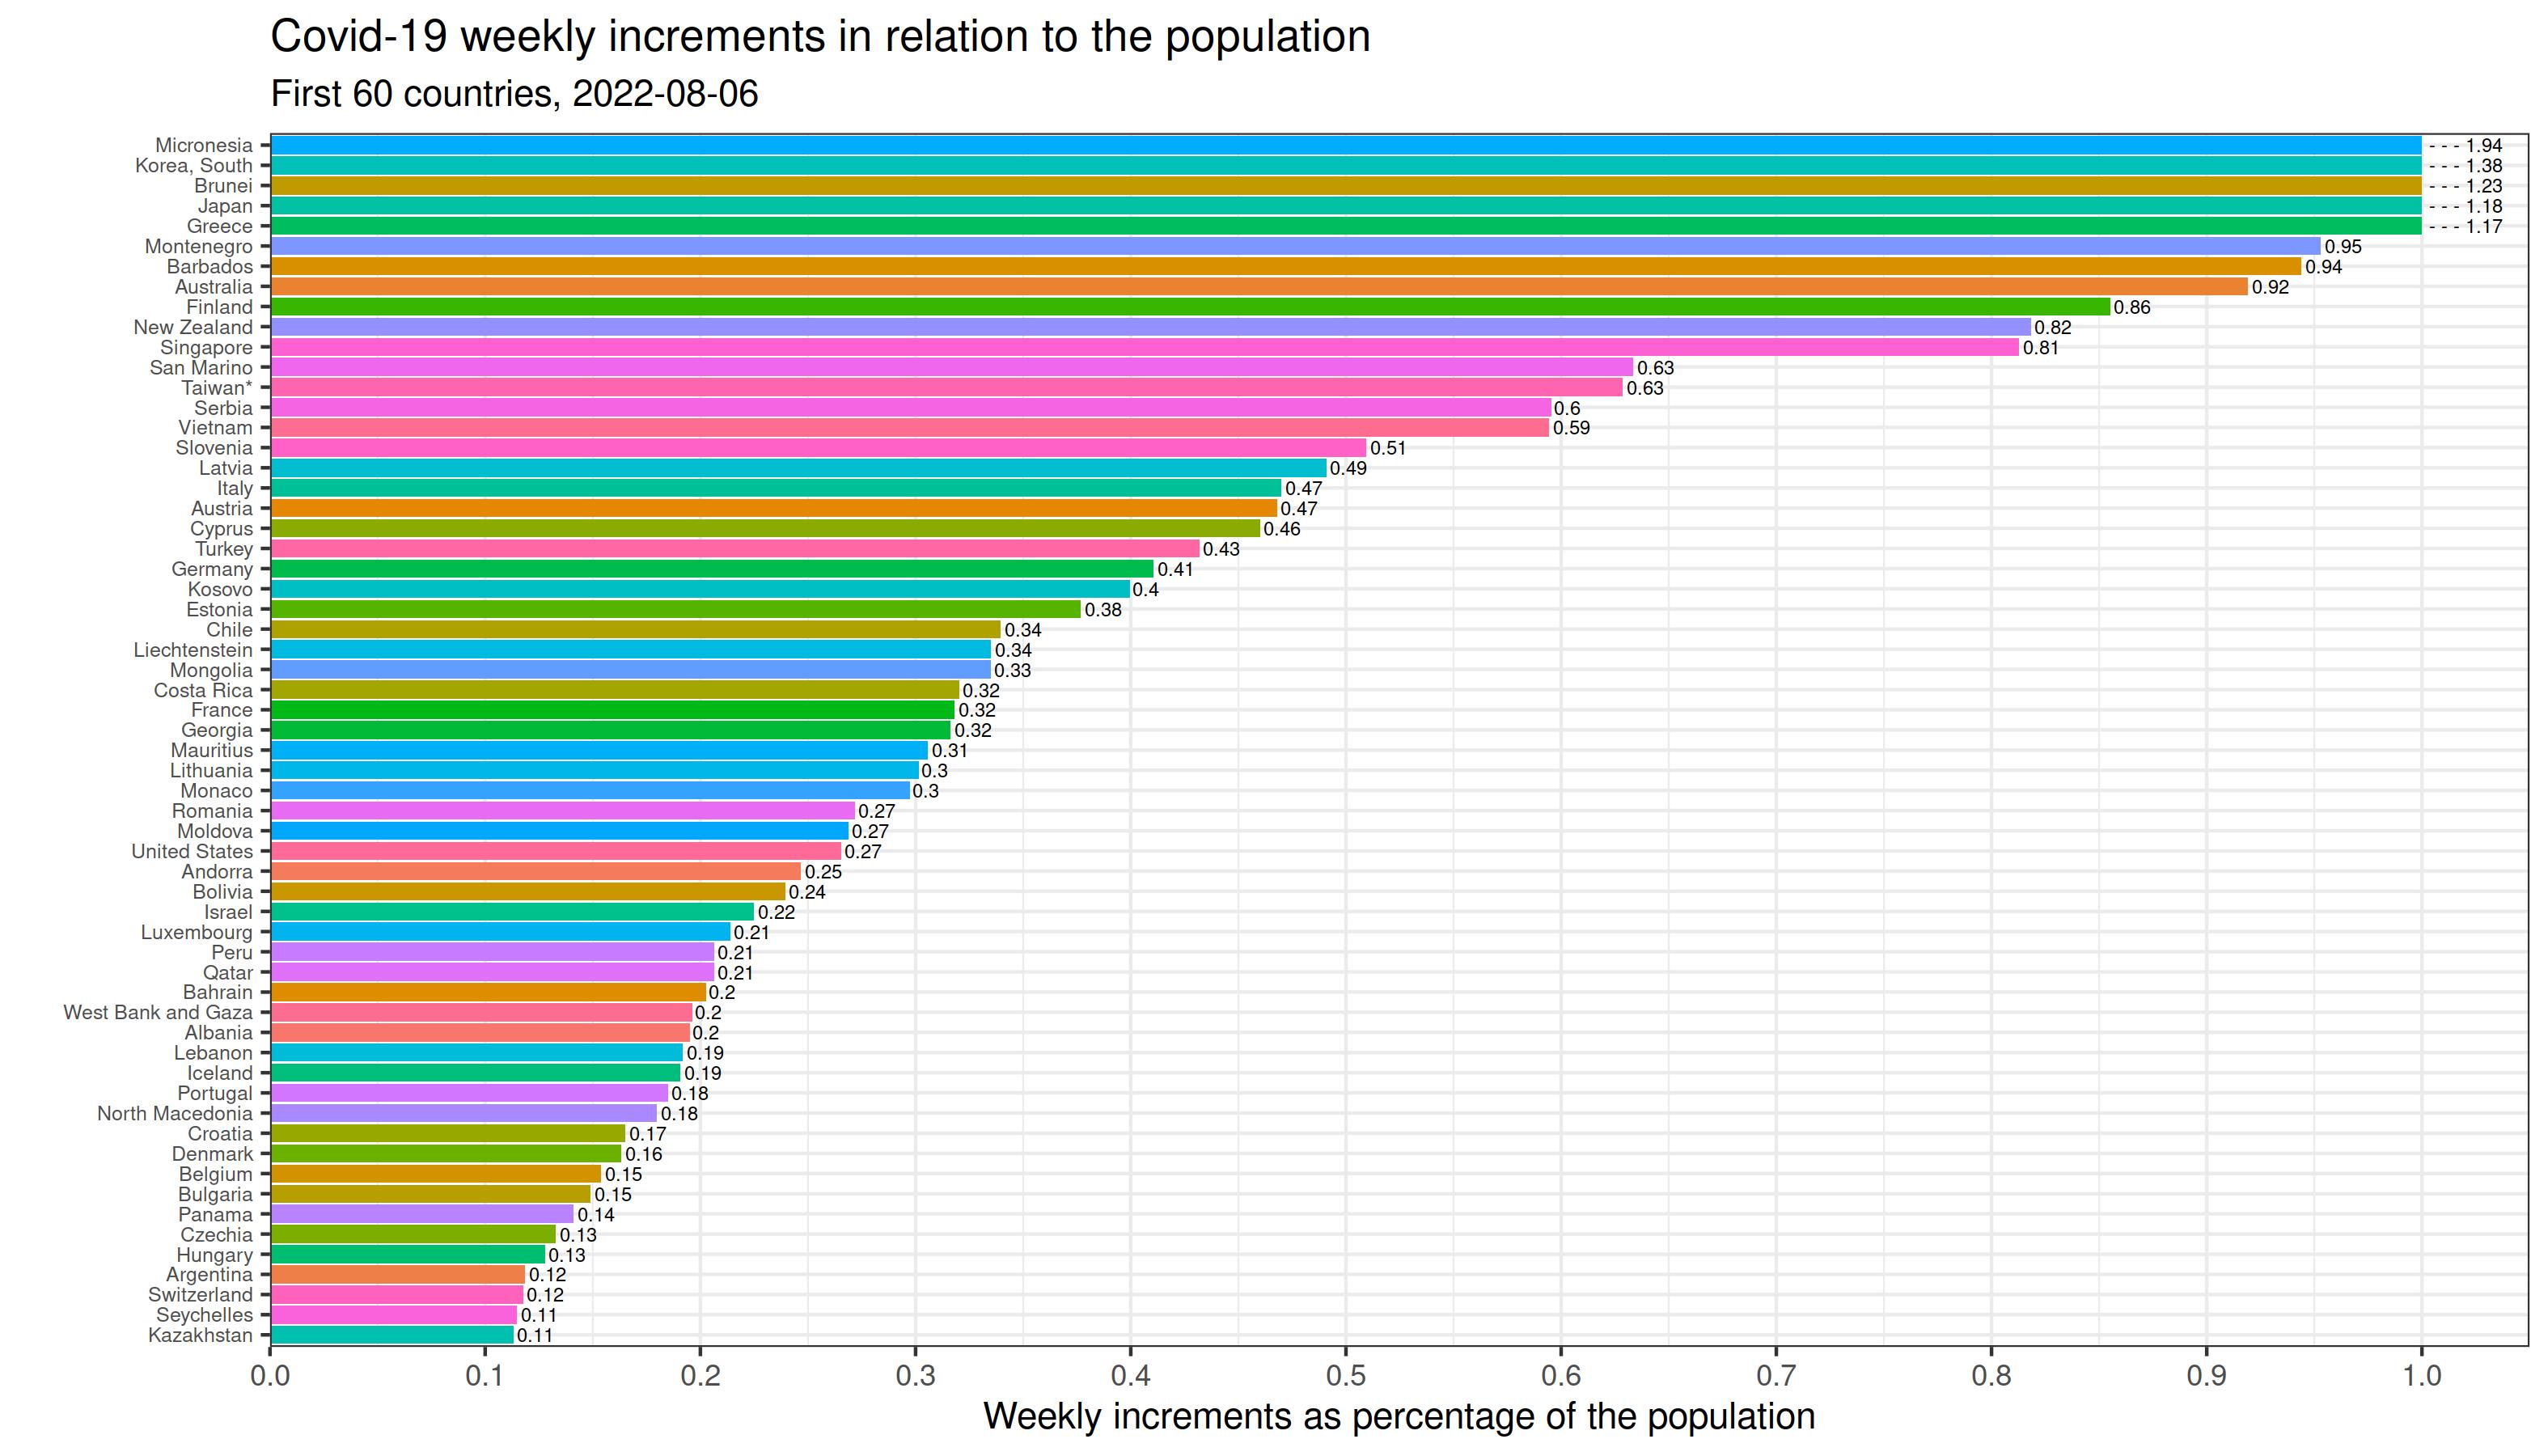 Covid-19 weekly increments in relation to the population
First 60 countries, 2022-08-06
Micronesia - - - 1.94
Korea, South - - - 1.38
Brunei - - - 1.23
Japan - - - 1.18
Greece - - - 1.17
Montenegro 0.95
Barbados 0.94
Australia 0.92
Finland 0.86
New Zealand 0.82
Singapore 0.81
San Marino 0.63
Taiwan* 0.63
Serbia 0.6
Vietnam 0.59
Slovenia 0.51
Latvia 0.49
Italy 0.47
Austria 0.47
Cyprus 0.46
Turkey 0.43
Germany 0.41
Kosovo 0.4
Estonia 0.38
Chile 0.34
Liechtenstein 0.34
Mongolia 0.33
Costa Rica 0.32
France 0.32
Georgia 0.32
Mauritius 0.31
Lithuania 0.3
Monaco 0.3
Romania 0.27
Moldova 0.27
United States 0.27
Andorra 0.25
Bolivia 0.24
Israel 0.22
Luxembourg 0.21
Peru 0.21
Qatar 0.21
Bahrain 0.2
West Bank and Gaza 0.2
Albania 0.2
Lebanon 0.19
Iceland 0.19
Portugal 0.18
North Macedonia 0.18
Croatia 0.17
Denmark 0.16
Belgium 0.15
Bulgaria 0.15
Panama 0.14
Czechia 0.13
Hungary 0.13
Argentina 0.12
Switzerland 0.12
Seychelles 0.11
Kazakhstan 0.11
0.0 0.1 0.2 0.3 0.4 0.5 0.6 0.7 0.8 0.9 1.0
Weekly increments as percentage of the population